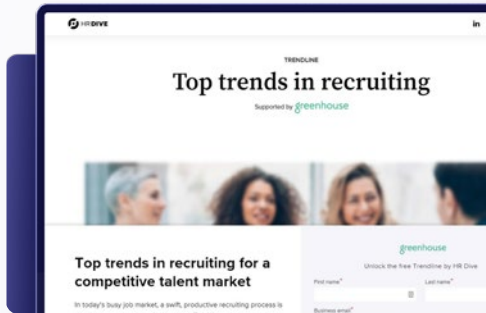 HRDIVE
in
TRENDLINE
Top trends in recruiting
Supported by greenhouse
Top trends in recruiting for a
competitive talent market
In today's busy job market, a swift, productive recruiting process is
greenhouse
Unlock the free Trendline by HR Dive
First name*
Last name*
Business email*